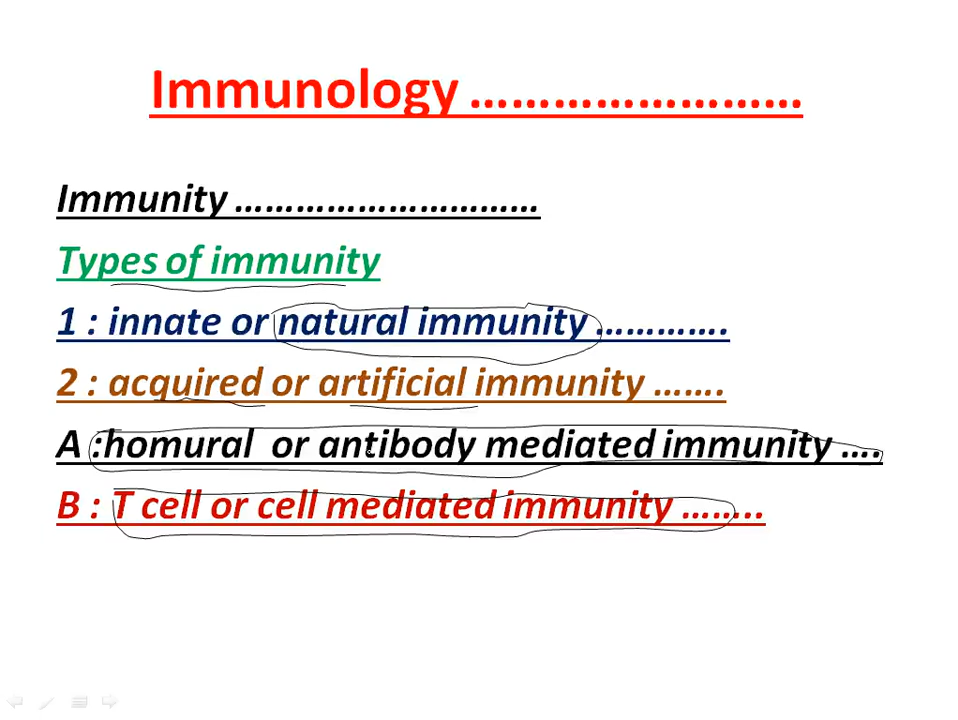 Immunology ……………………
Immunity …………………………
Types of immunity
1 : innate or natural immunity ………….
2 : acquired or artificial immunity …….
A :homural  or antibody mediated immunity ….
B : T cell or cell mediated immunity ……..